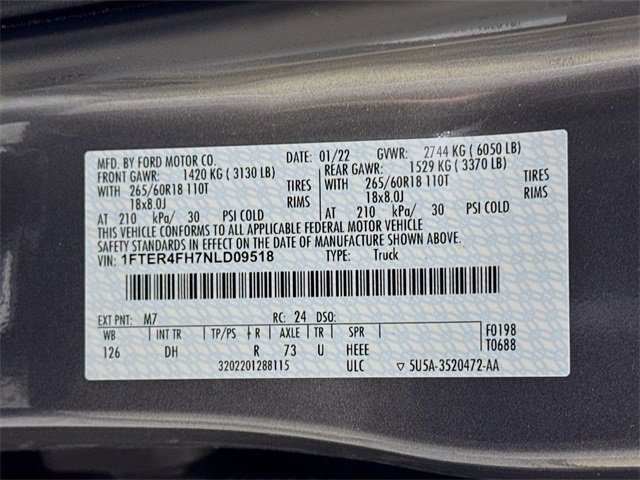 MFD. BY FORD MOTOR CO. DATE: 01/22 GVWR: 2744 KG ( 6050 LB)
FRONT GAWR: 1420 KG ( 3130 LB) REAR GAWR: 1529 KG ( 3370 LB)
WITH 265/60R18 110T TIRES WITH 265/60R18 110T TIRES
18x8.0J RIMS 18x8.0J RIMS
AT 210 kPa/ 30 PSI COLD AT 210 kPa/ 30 PSI COLD
THIS VEHICLE CONFORMS TO ALL APPLICABLE FEDERAL MOTOR VEHICLE
SAFETY STANDARDS IN EFFECT ON THE DATE OF MANUFACTURE SHOWN ABOVE.
VIN: 1FTER4FH7NLD09518 TYPE: Truck
EXT PNT: M7 RC: 24 DSO:
WB INT TR TP/PS R AXLE TR SPR F0198
126 DH R 73 U HEEE T0688
3202201288115 ULC 5U5A-3520472-AA